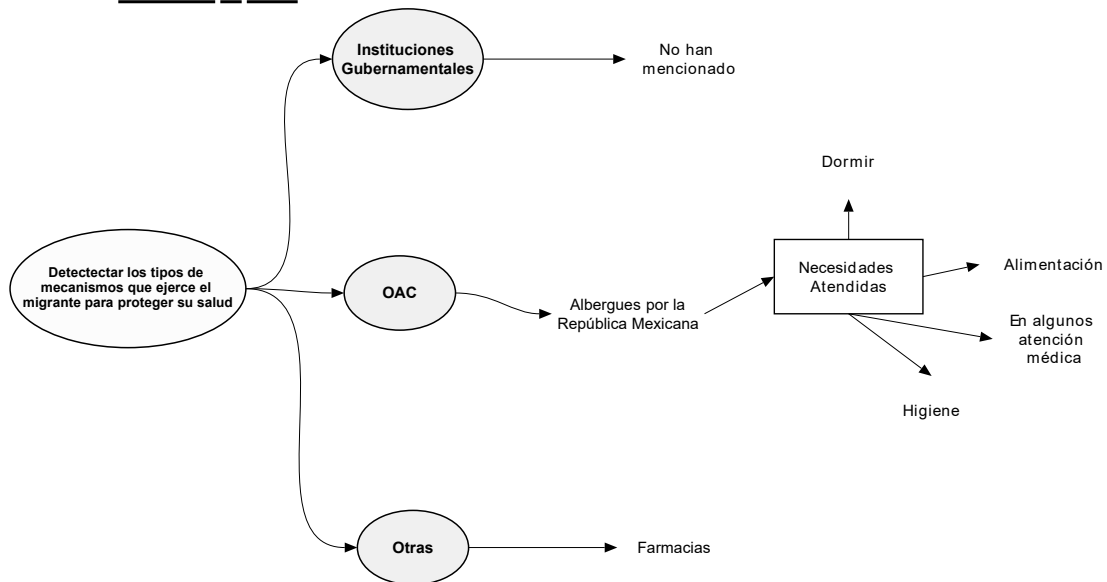 Instituciones
Gubernamentales
No han
mencionado
Dormir
Detectectar los tipos de
mecanismos que ejerce el
migrante para proteger su salud
OAC
Albergues por la
República Mexicana
Necesidades
Atendidas
Alimentación
En algunos
atención
médica
Higiene
Otras
Farmacias